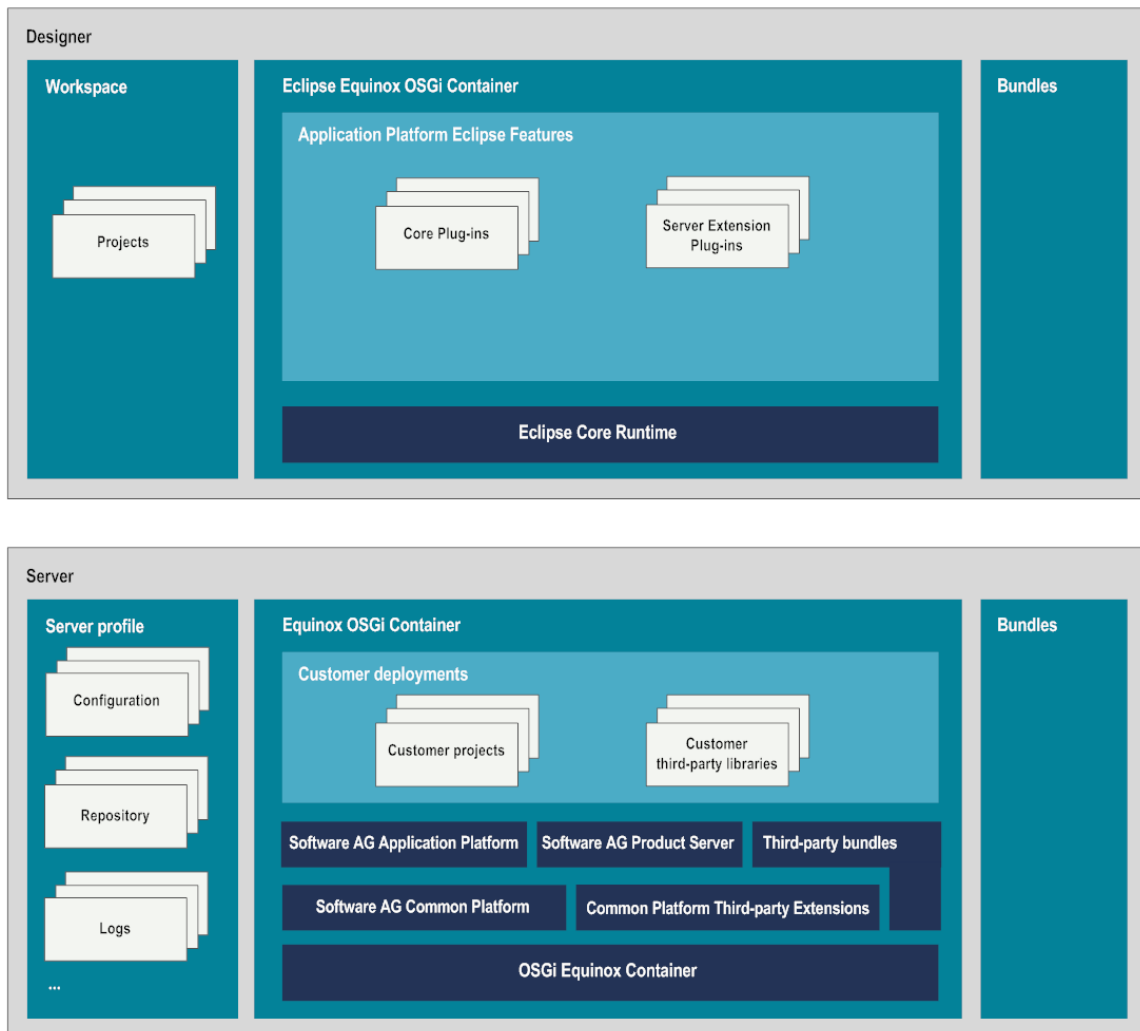 Designer
Workspace
Eclipse Equinox OSGi Container
Bundles
Application Platform Eclipse Features
Projects
Core Plug-ins
Server Extension
Plug-ins
Eclipse Core Runtime
Server
Server profile
Equinox OSGi Container
Bundles
Configuration
Repository
Logs
...
Customer deployments
Customer projects
Customer
third-party libraries
Software AG Application Platform
Software AG Product Server
Third-party bundles
Software AG Common Platform
Common Platform Third-party Extensions
OSGi Equinox Container